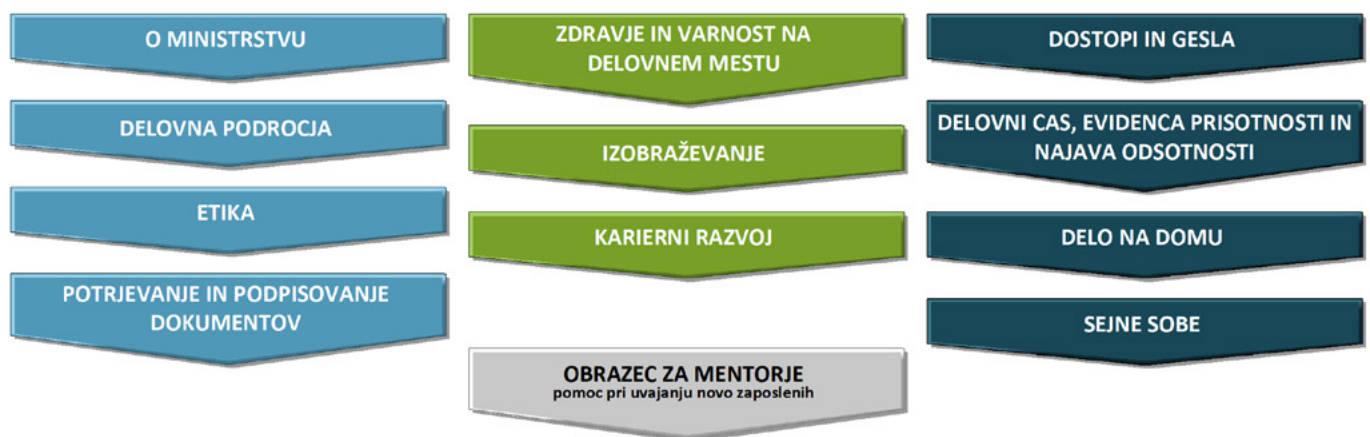 O MINISTRSTVU
DELOVNA PODROCJA
ETIKA
POTRJEVANJE IN PODPISOVANJE
DOKUMENTOV
ZDRAVJE IN VARNOST NA
DELOVNEM MESTU
IZOBRAŽEVANJE
KARIERNI RAZVOJ
OBRAZEC ZA MENTORJE
pomoc pri uvajanju novo zaposlenih
DOSTOPI IN GESLA
DELOVNI CAS, EVIDENCA PRISOTNOSTI IN
NAJAVA ODSOTNOSTI
DELO NA DOMU
SEJNE SOBE